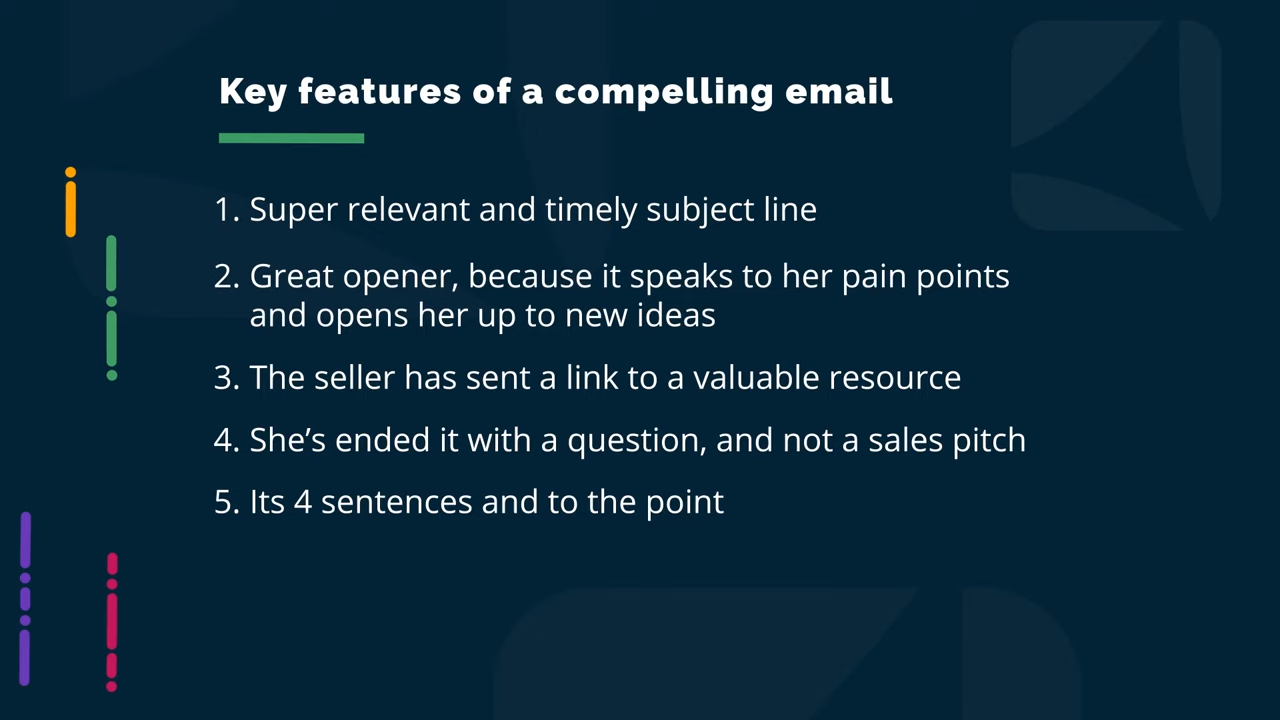 Key features of a compelling email
1. Super relevant and timely subject line
2. Great opener, because it speaks to her pain points
and opens her up to new ideas
3. The seller has sent a link to a valuable resource
4. She’s ended it with a question, and not a sales pitch
5. Its 4 sentences and to the point